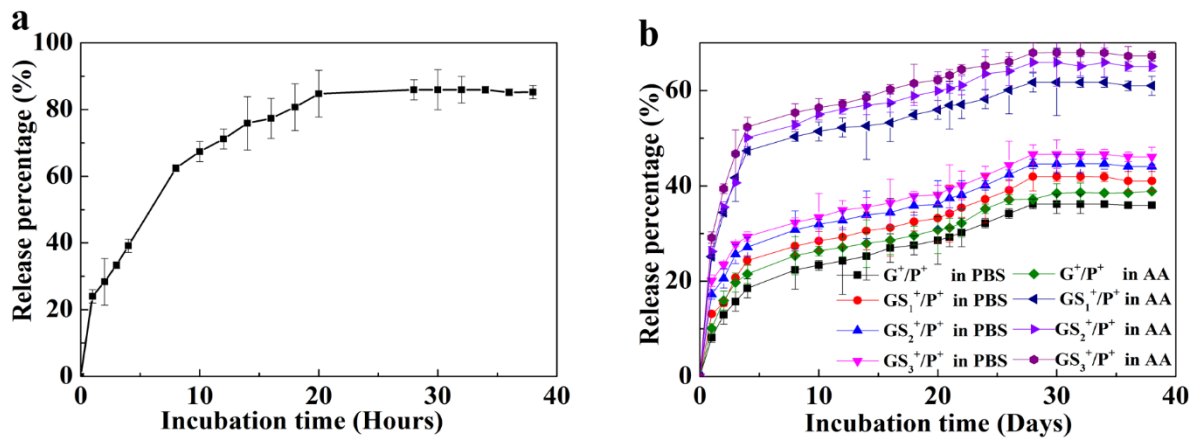 a
100
80
60
40
20
0
Release percentage (%)
0 10 20 30 40
Incubation time (Hours)
b
60
40
20
0
Release percentage (%)
G⁺/P⁺ in PBS
G⁺/P⁺ in AA
GS₁⁺/P⁺ in PBS
GS₁⁺/P⁺ in AA
GS₂⁺/P⁺ in PBS
GS₂⁺/P⁺ in AA
GS₃⁺/P⁺ in PBS
GS₃⁺/P⁺ in AA
0 10 20 30 40
Incubation time (Days)